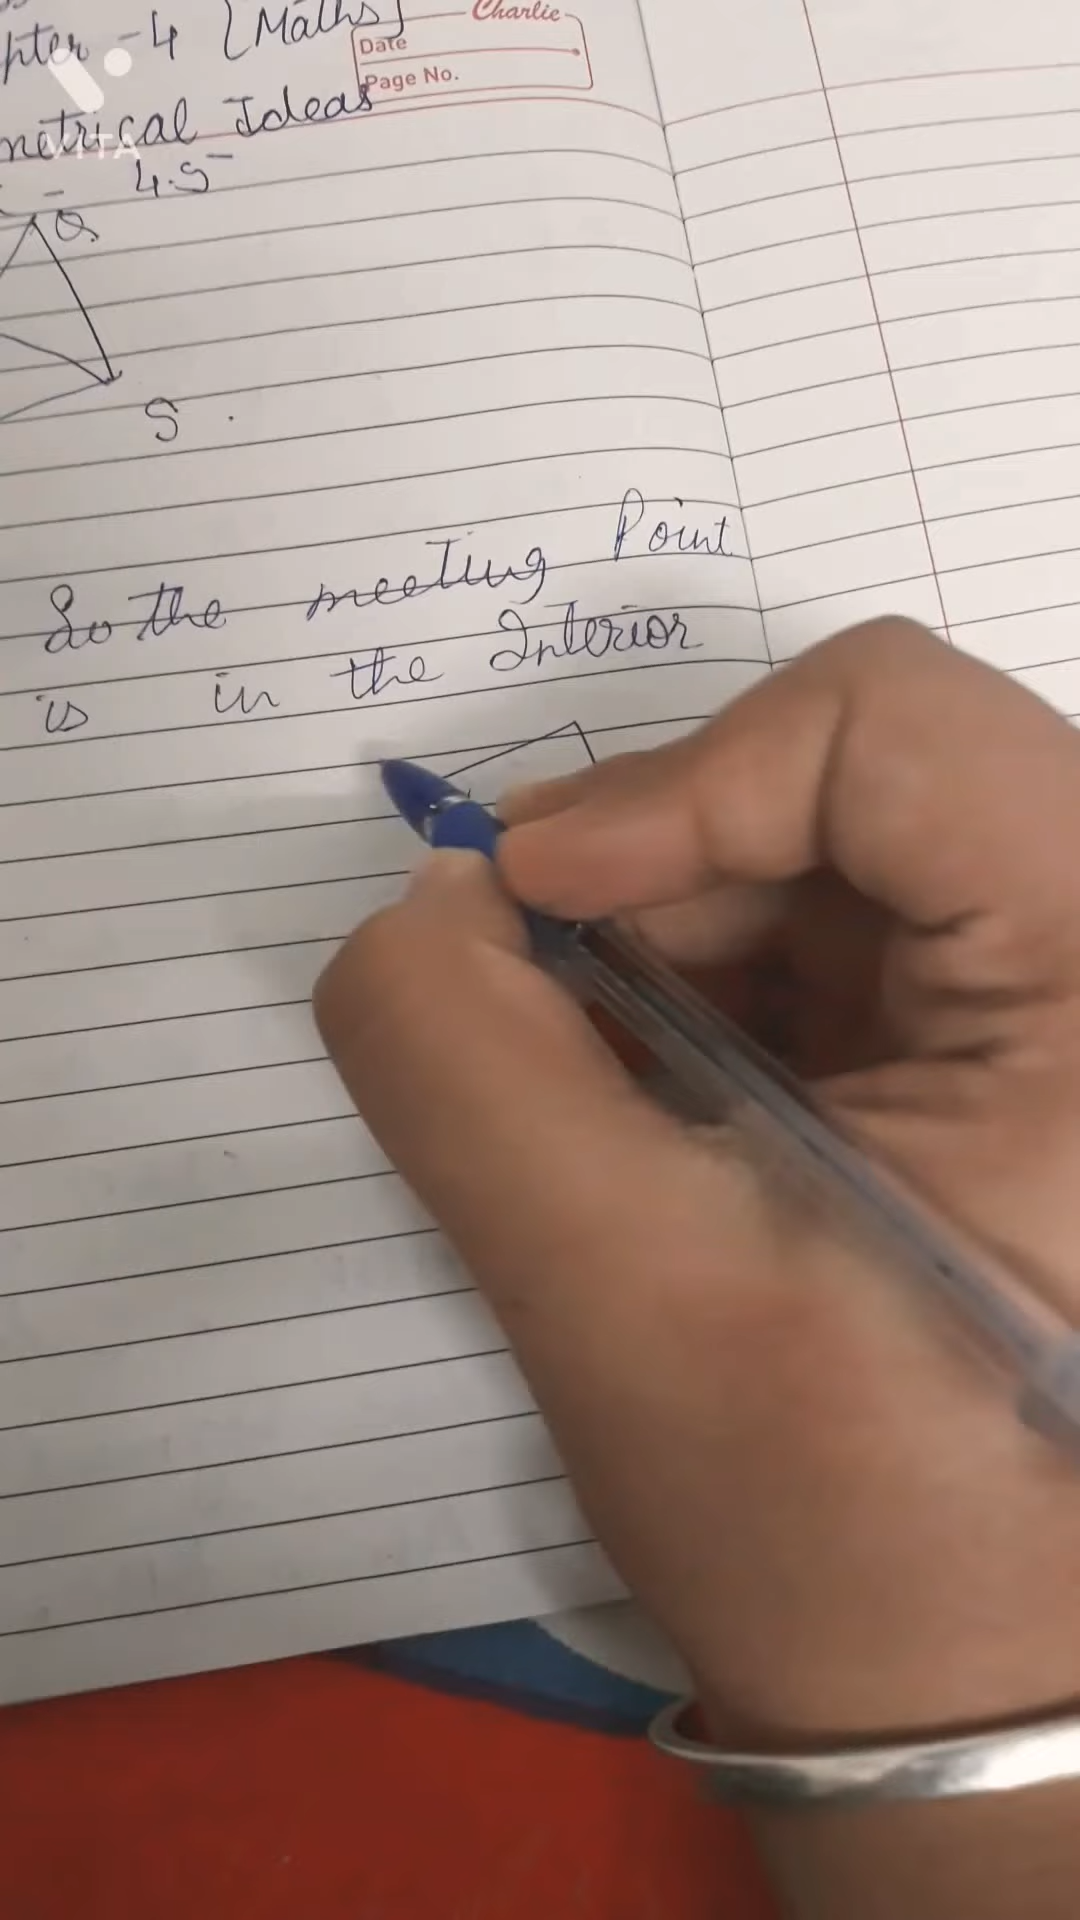 pter - 4 [Maths]
Charlie
Date
Page No.
metrical Ideas
VITA
4.5
Q
S
So the meeting Point
is in the Interior